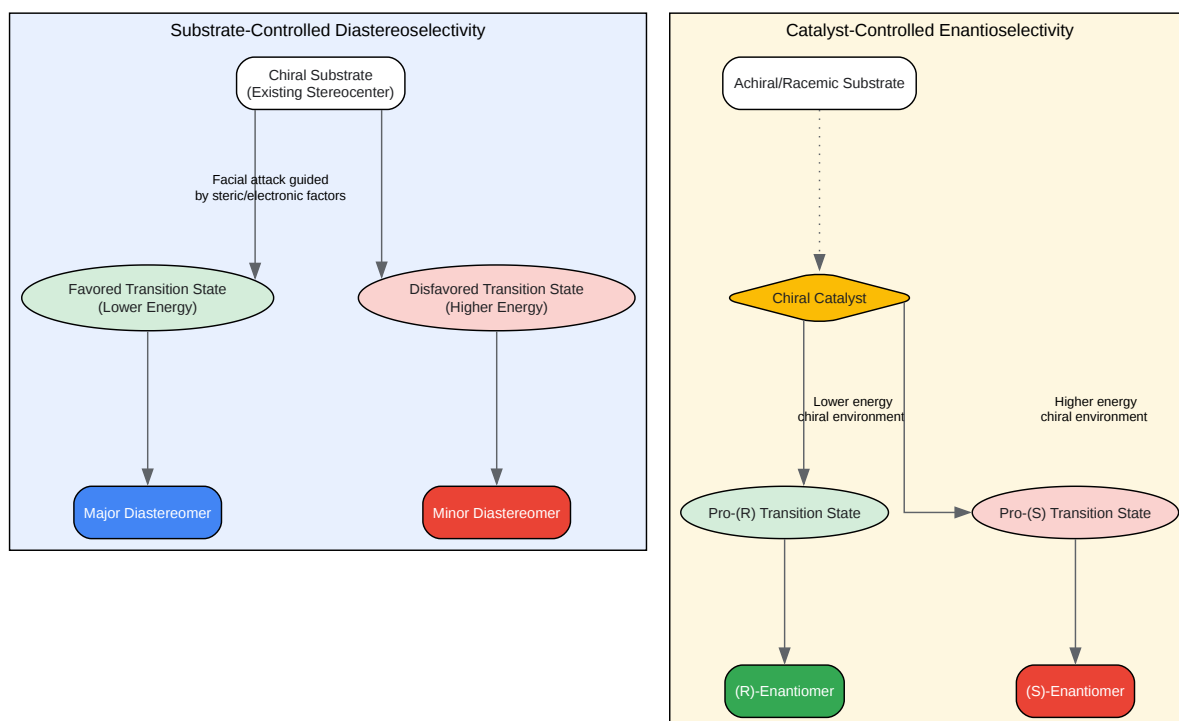 Substrate-Controlled Diastereoselectivity
Chiral Substrate
(Existing Stereocenter)
Facial attack guided
by steric/electronic factors
Favored Transition State
(Lower Energy)
Disfavored Transition State
(Higher Energy)
Major Diastereomer
Minor Diastereomer
Catalyst-Controlled Enantioselectivity
Achiral/Racemic Substrate
Chiral Catalyst
Lower energy
chiral environment
Higher energy
chiral environment
Pro-(R) Transition State
Pro-(S) Transition State
(R)-Enantiomer
(S)-Enantiomer